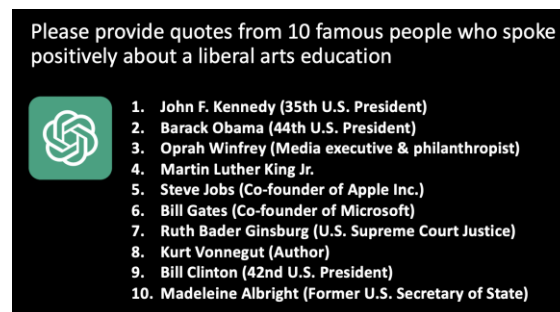 Please provide quotes from 10 famous people who spoke
positively about a liberal arts education
1. John F. Kennedy (35th U.S. President)
2. Barack Obama (44th U.S. President)
3. Oprah Winfrey (Media executive & philanthropist)
4. Martin Luther King Jr.
5. Steve Jobs (Co-founder of Apple Inc.)
6. Bill Gates (Co-founder of Microsoft)
7. Ruth Bader Ginsburg (U.S. Supreme Court Justice)
8. Kurt Vonnegut (Author)
9. Bill Clinton (42nd U.S. President)
10. Madeleine Albright (Former U.S. Secretary of State)